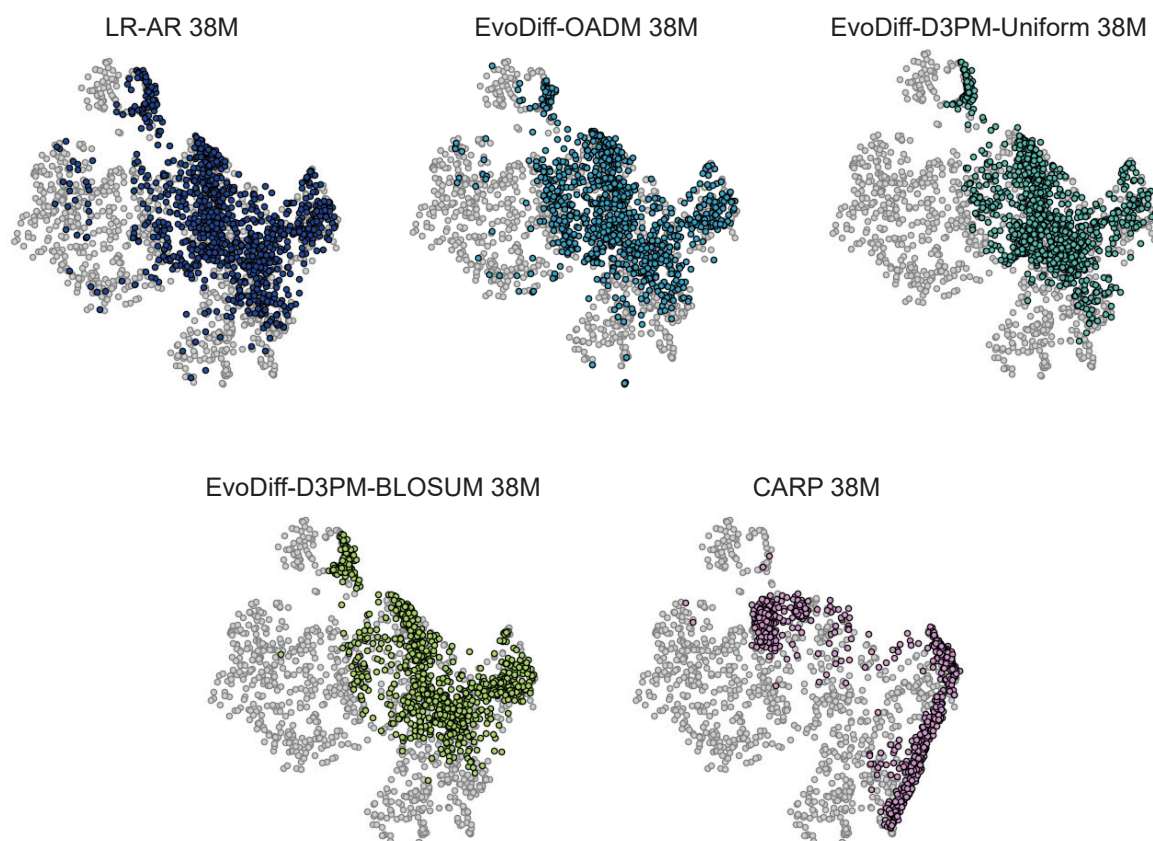 LR-AR 38M
EvoDiff-OADM 38M
EvoDiff-D3PM-Uniform 38M
EvoDiff-D3PM-BLOSUM 38M
CARP 38M